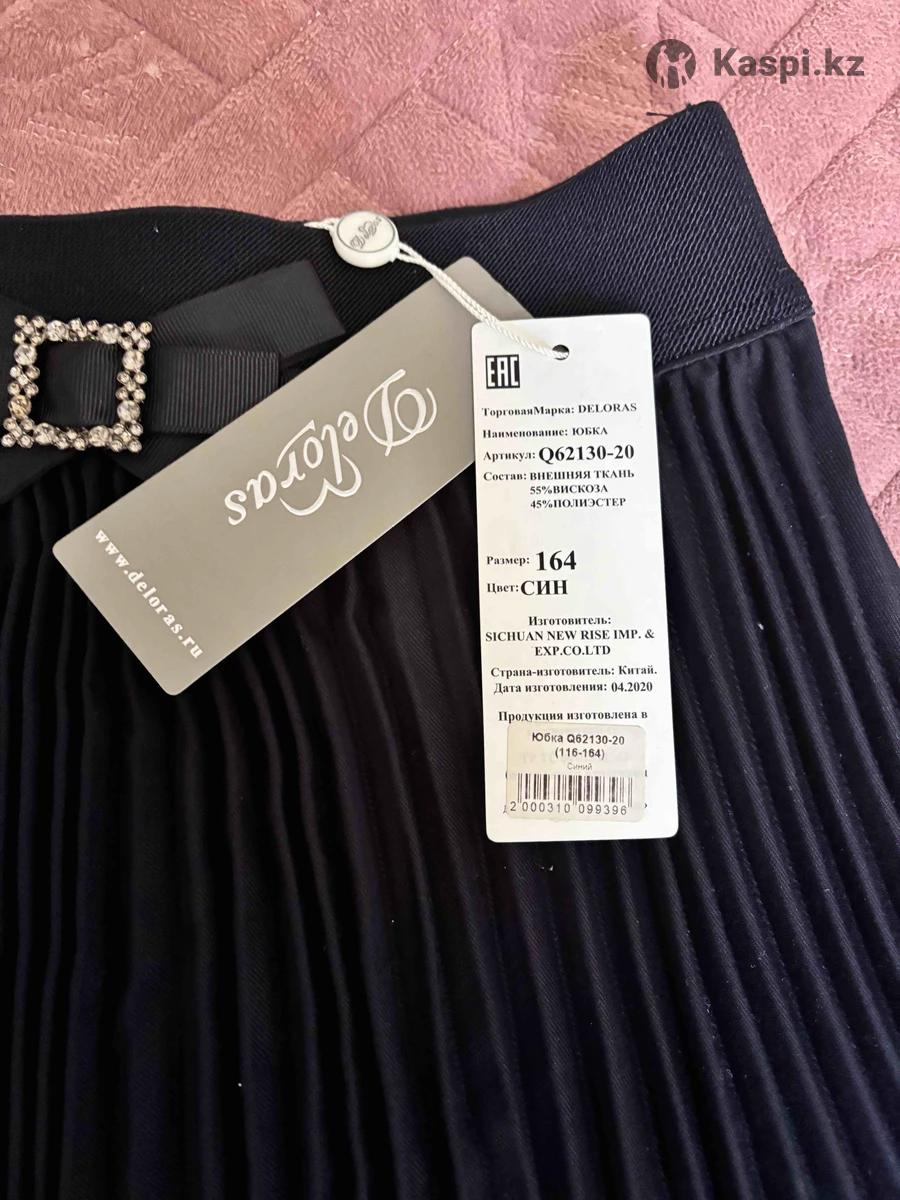 Kaspi.kz
Deloras
www.deloras.ru
EAC
ТорговаяМарка: DELORAS
Наименование: ЮБКА
Артикул: Q62130-20
Состав: ВНЕШНЯЯ ТКАНЬ
55%ВИСКОЗА
45%ПОЛИЭСТЕР
Размер: 164
Цвет:СИН
Изготовитель:
SICHUAN NEW RISE IMP. &
EXP.CO.LTD
Страна-изготовитель: Китай.
Дата изготовления: 04.2020
Продукция изготовлена в
Юбка Q62130-20
(116-164)
Синий
2 000310 099396